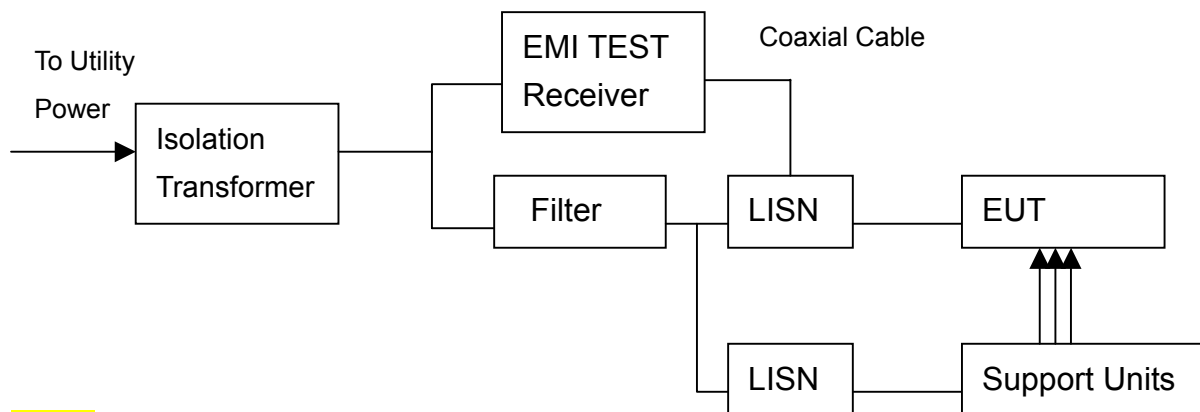 To Utility
Power
Isolation
Transformer
EMI TEST
Receiver
Coaxial Cable
Filter
LISN
EUT
LISN
Support Units